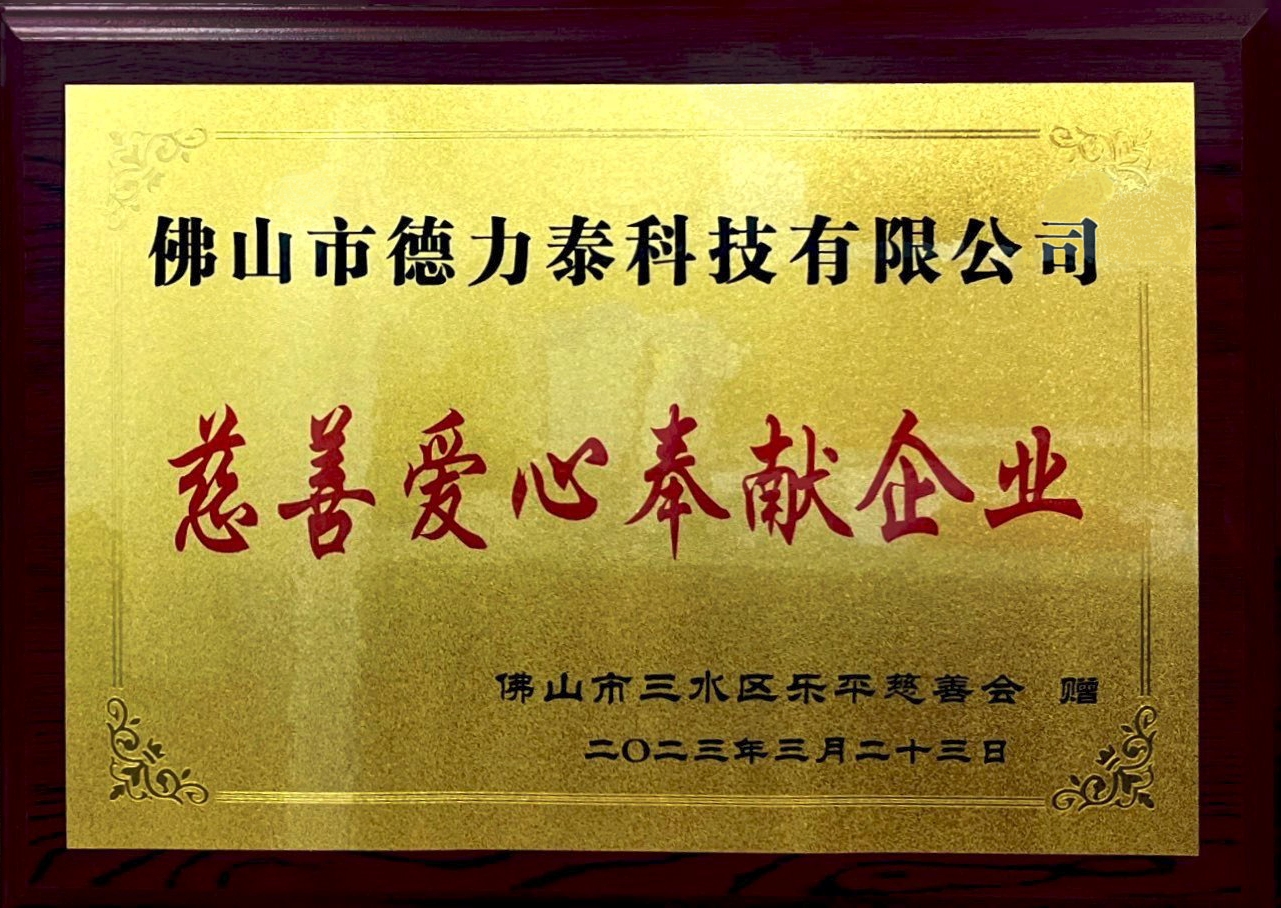 佛山市德力泰科技有限公司
慈善爱心奉献企业
佛山市三水区乐平慈善会 赠
二〇二三年三月二十三日